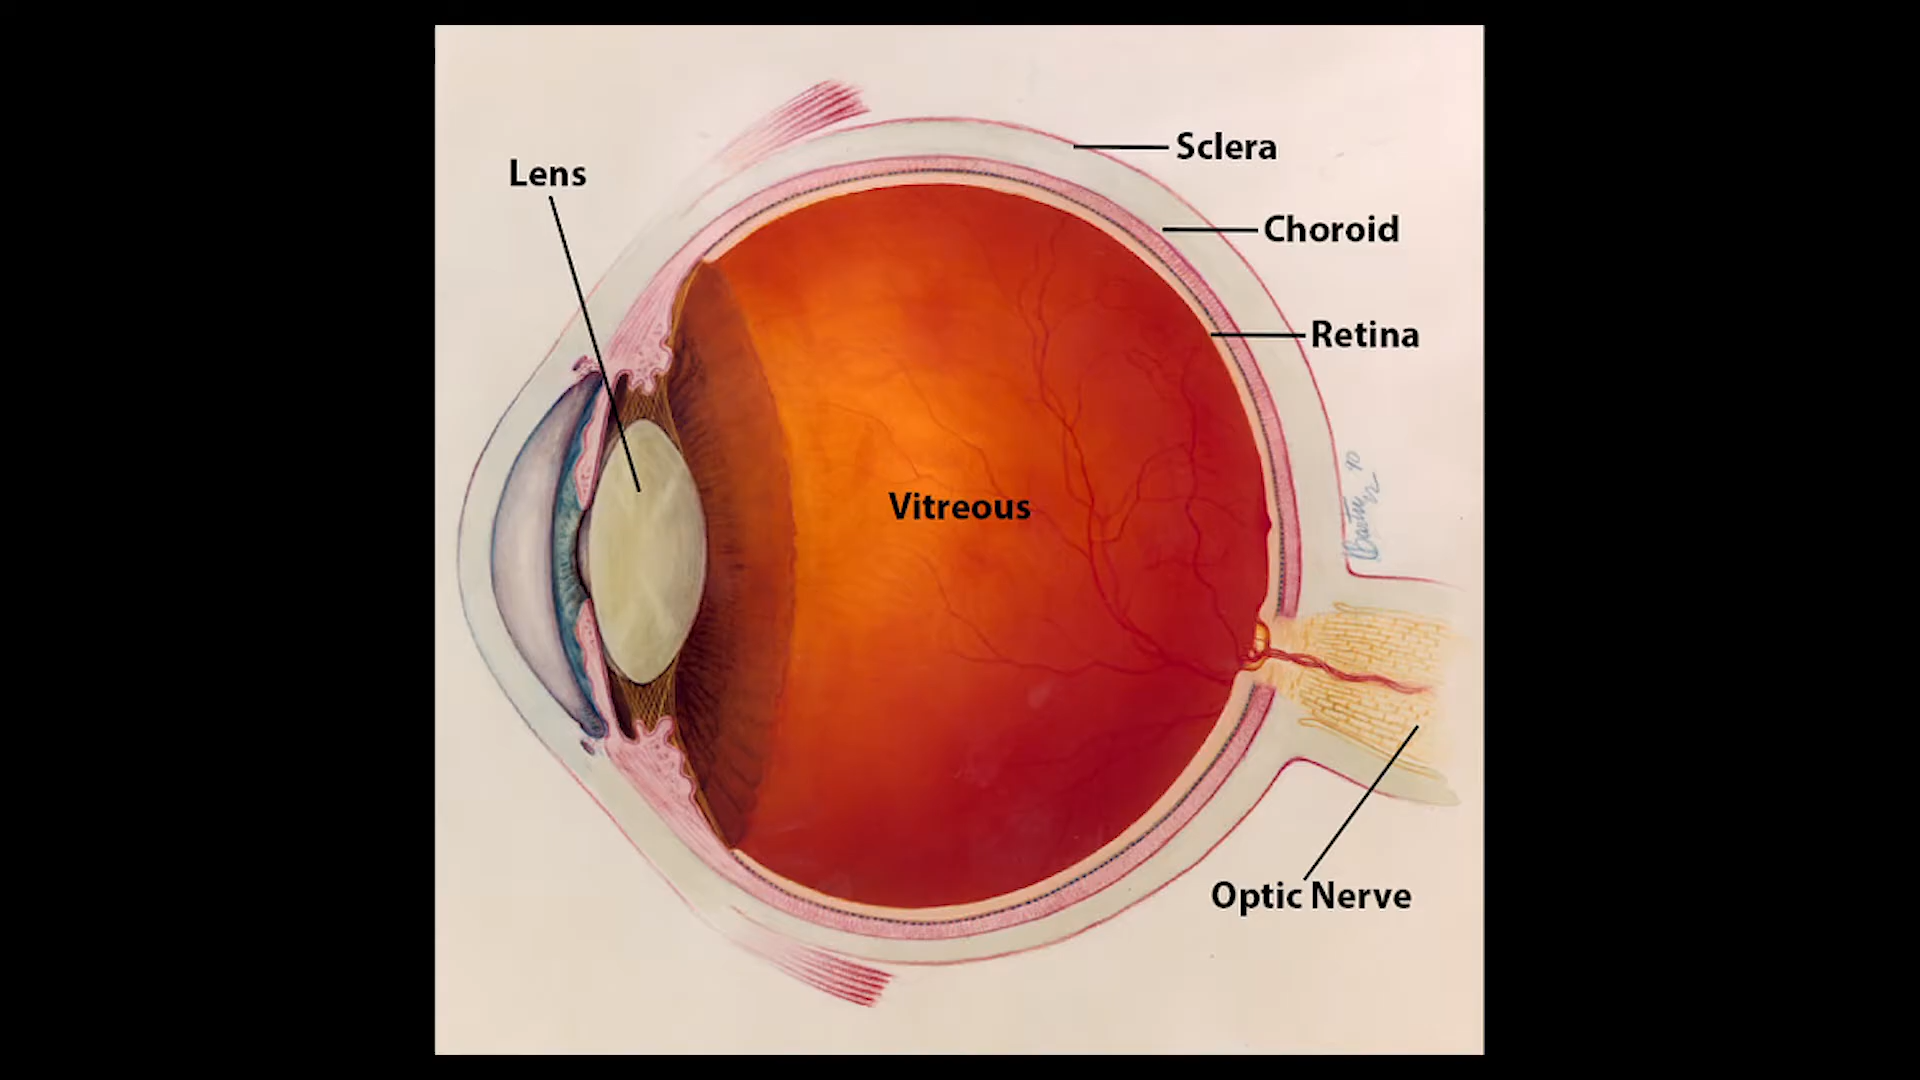 Sclera
Lens
Choroid
Retina
Vitreous
Optic Nerve